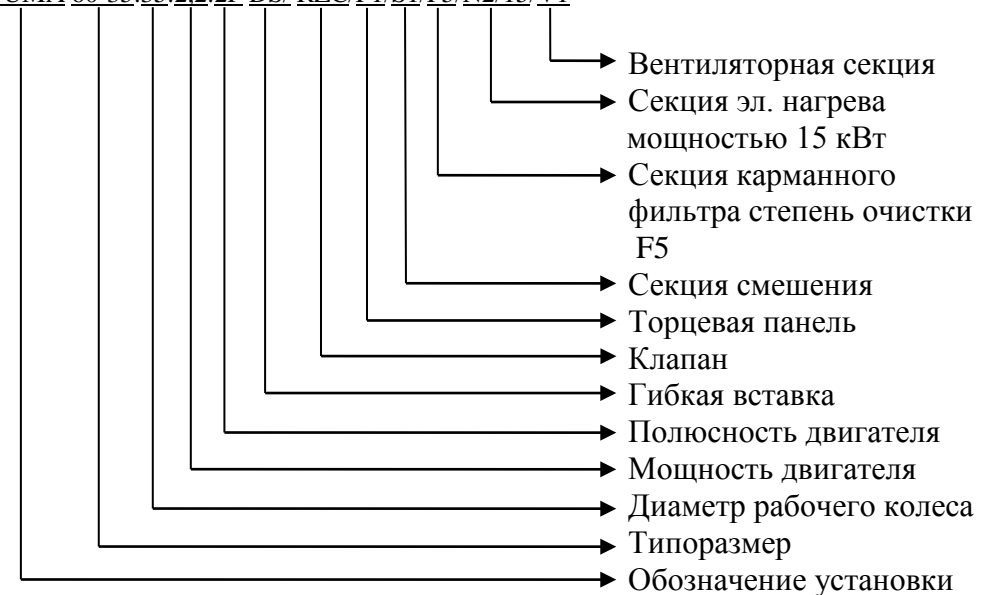 Вентиляторная секция
Секция эл. нагрева
мощностью 15 кВт
Секция карманного
фильтра степень очистки
F5
Секция смешения
Торцевая панель
Клапан
Гибкая вставка
Полюсность двигателя
Мощность двигателя
Диаметр рабочего колеса
Типоразмер
Обозначение установки